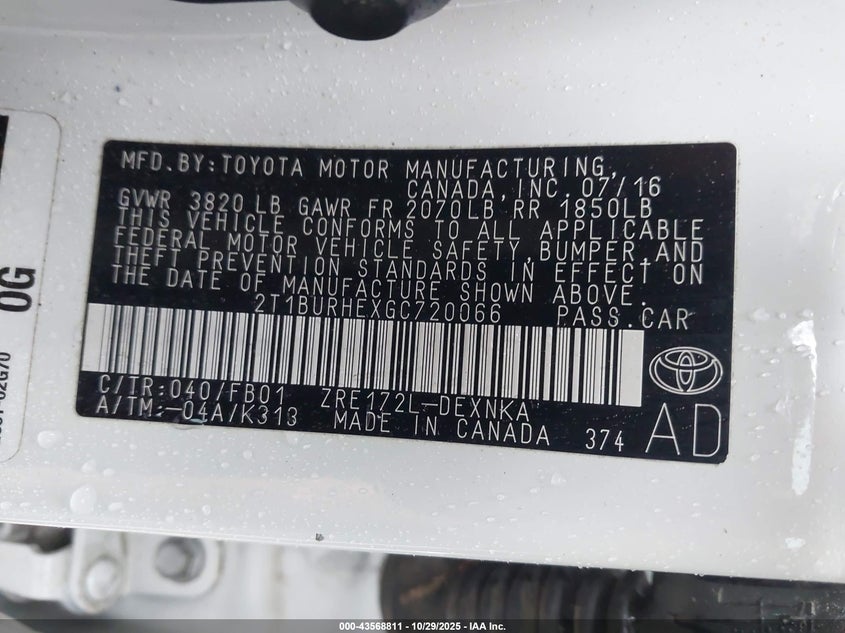 MFD.BY:TOYOTA MOTOR MANUFACTURING,
CANADA, INC. 07/16
GVWR 3820 LB GAWR FR 2070LB RR 1850LB
THIS VEHICLE CONFORMS TO ALL APPLICABLE
FEDERAL MOTOR VEHICLE SAFETY, BUMPER, AND
THEFT PREVENTION STANDARDS IN EFFECT ON
THE DATE OF MANUFACTURE SHOWN ABOVE.
2T1BURHEXGC720066 PASS.CAR
C/TR:040/FB01 ZRE172L-DEXNKA
A/TM:-04A/K313 MADE IN CANADA 374
AD
0G
02G70
000-43568811 - 10/29/2025 - IAA Inc.